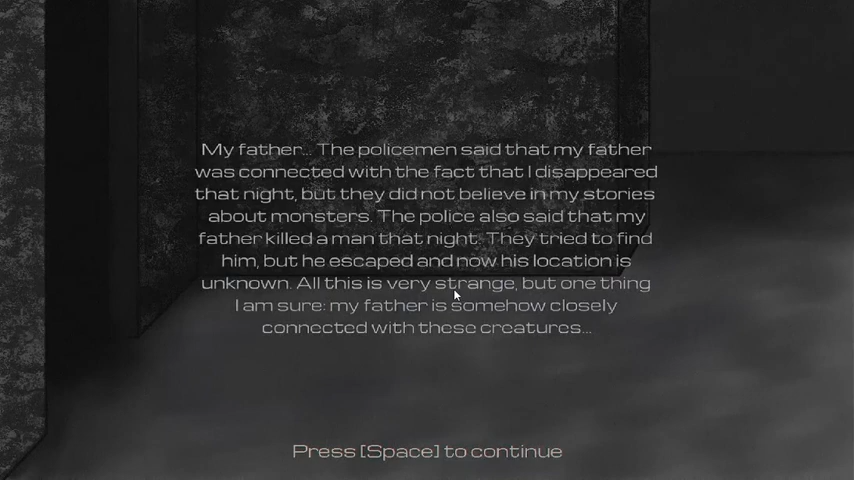 My father... The policemen said that my father
was connected with the fact that I disappeared
that night, but they did not believe in my stories
about monsters. The police also said that my
father killed a man that night. They tried to find
him, but he escaped and now his location is
unknown. All this is very strange, but one thing
I am sure: my father is somehow closely
connected with these creatures...
Press [Space] to continue